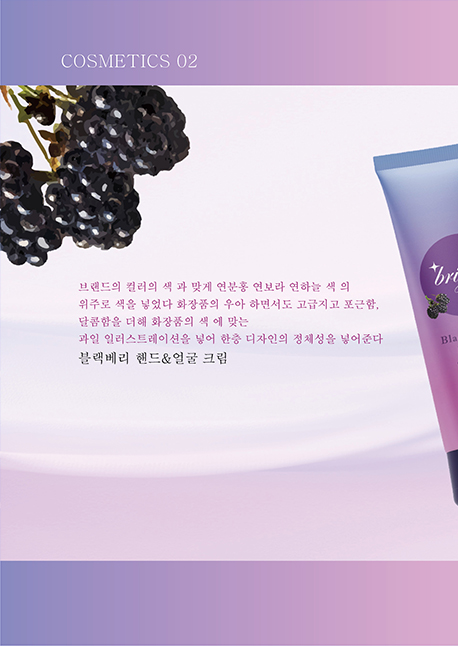 COSMETICS 02
브랜드의 컬러의 색 과 맞게 연분홍 연보라 연하늘 색 의
위주로 색을 넣었다 화장품의 우아 하면서도 고급지고 포근함,
달콤함을 더해 화장품의 색 에 맞는
과일 일러스트레이션을 넣어 한층 디자인의 정체성을 넣어준다
블랙베리 핸드&얼굴 크림
bri
Bla